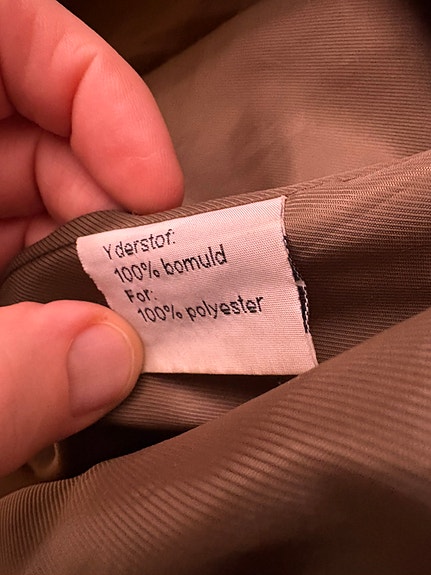 Yderstof:
100% bomuld
For:
100% polyester